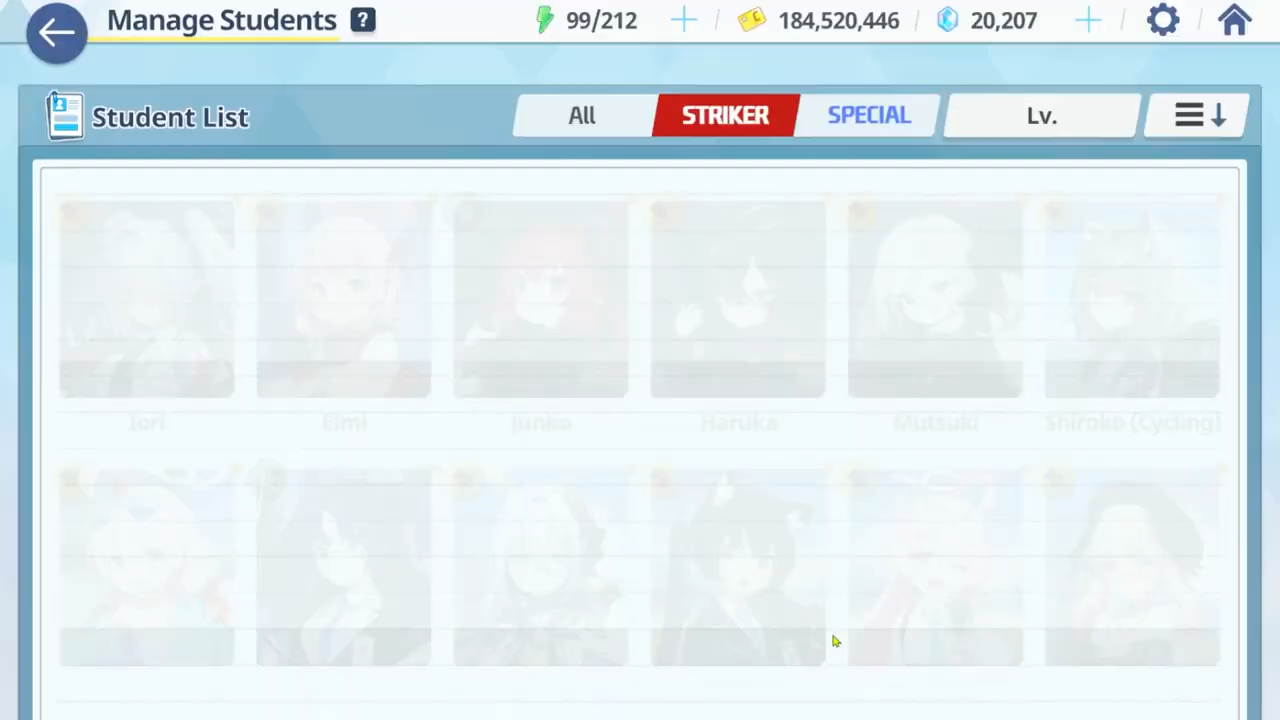 Manage Students ?
99/212
184,520,446
20,207
Student List
All
STRIKER
SPECIAL
Lv.
Iori
Eimi
Junko
Haruka
Mutsuki
Shiroko (Cycling)